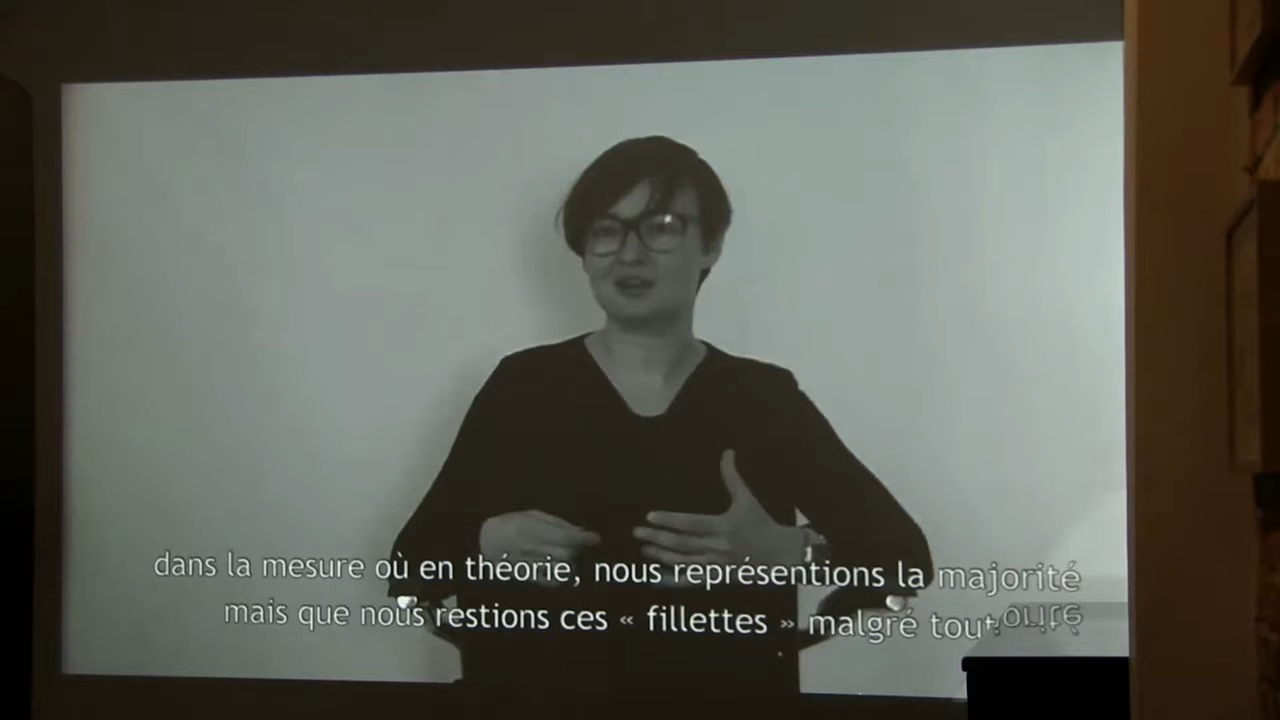 dans la mesure où en théorie, nous représentions la majorité
mais que nous restions ces « fillettes » malgré tout